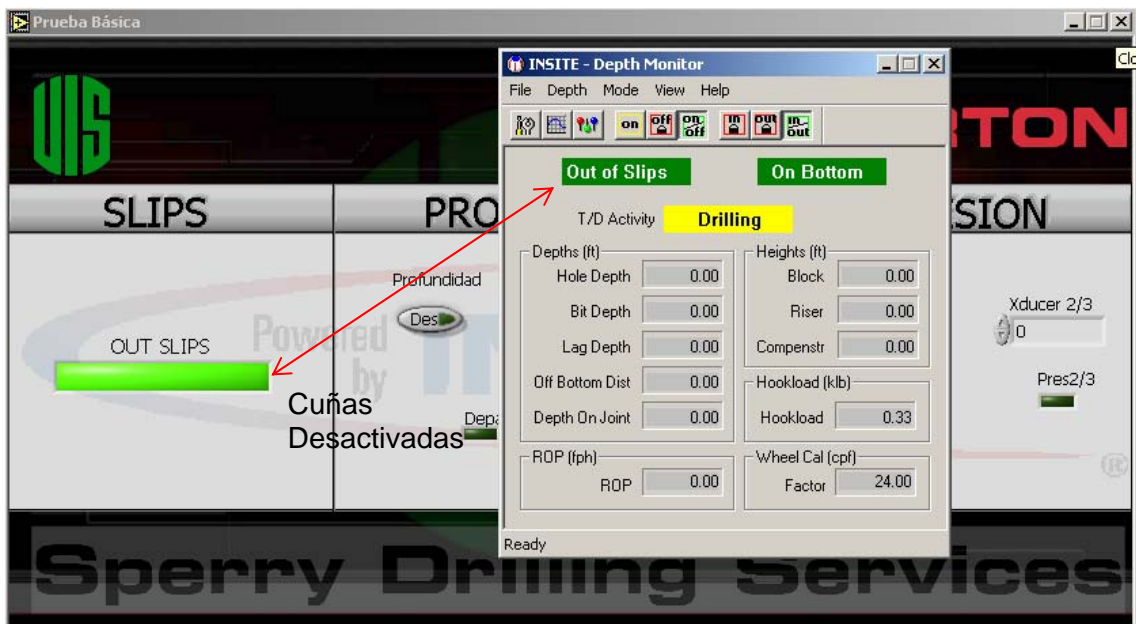 Prueba Básica
UIS
TON
SLIPS
PRO
SION
OUT SLIPS
Powered
by
Cuñas
Desactivadas
Profundidad
Des
INSITE - Depth Monitor
File Depth Mode View Help
on off on off in out in out
Out of Slips On Bottom
T/D Activity Drilling
Depths (ft)
Hole Depth 0.00
Bit Depth 0.00
Lag Depth 0.00
Off Bottom Dist 0.00
Depth On Joint 0.00
ROP (fph)
ROP 0.00
Heights (ft)
Block 0.00
Riser 0.00
Compenstr 0.00
Hookload (klb)
Hookload 0.33
Wheel Cal (cpf)
Factor 24.00
Ready
Xducer 2/3
0
Pres2/3
®
Sperry Drilling Services